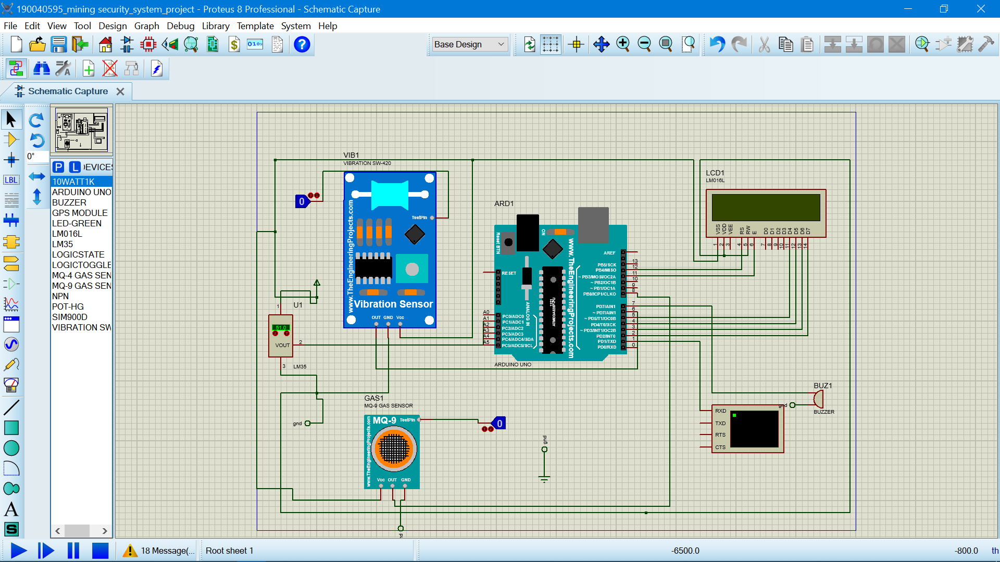 190040595_mining security_system_project - Proteus 8 Professional - Schematic Capture
File Edit View Tool Design Graph Debug Library Template System Help
Base Design
Schematic Capture
0°
P L DEVICES
LBL
10WATT1K
ARDUINO UNO
BUZZER
GPS MODULE
LED-GREEN
LM016L
LM35
LOGICSTATE
LOGICTOGGLE
MQ-4 GAS SEN
MQ-9 GAS SEN
NPN
POT-HG
SIM900D
VIBRATION SW
VIB1
VIBRATION SW-420
0
www.TheEngineeringProjects.com
TestPin
Vibration Sensor
OUT GND Vcc
U1
1
51.0
VOUT
2
3
LM35
gnd
GAS1
MQ-9 GAS SENSOR
MQ-9 TestPin
www.TheEngineeringProjects.com
Vcc OUT GND
0
gnd
ARD1
Reset BTN
ON
www.TheEngineeringProjects.com
RESET
ANALOG IN
A0 PC0/ADC0
A1 PC1/ADC1
A2 PC2/ADC2
A3 PC3/ADC3
A4 PC4/ADC4/SDA
A5 PC5/ADC5/SCL
AREF
PB5/SCK 13
PB4/MISO 12
~ PB3/MOSI/OC2A 11
~ PB2/OC1B 10
~ PB1/OC1A 9
PB0/ICP1/CLKO 8
PD7/AIN1 7
~ PD7/AIN1 6
~ PD5/T1/OC0B 5
PD4/T0/XCK 4
~ PD3/INT1/OC2B 3
PD2/INT0 2
PD1/TXD 1
PD0/RXD 0
ARDUINO UNO
LCD1
LM016L
VSS VDD VEE RS RW E D0 D1 D2 D3 D4 D5 D6 D7
1 2 3 4 5 6 7 8 9 10 11 12 13 14
BUZ1
gnd
BUZZER
RXD
TXD
RTS
CTS
18 Message(...
Root sheet 1
-6500.0
-800.0
th